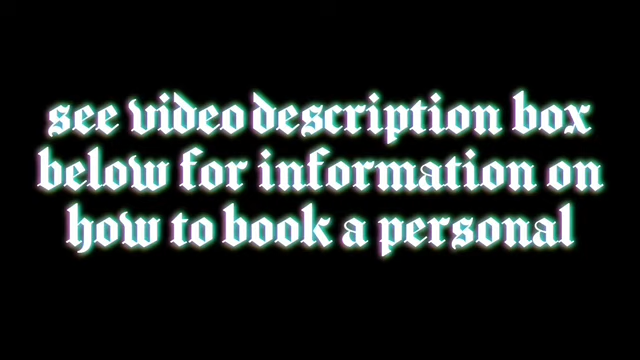 see video description box
below for information on
how to book a personal